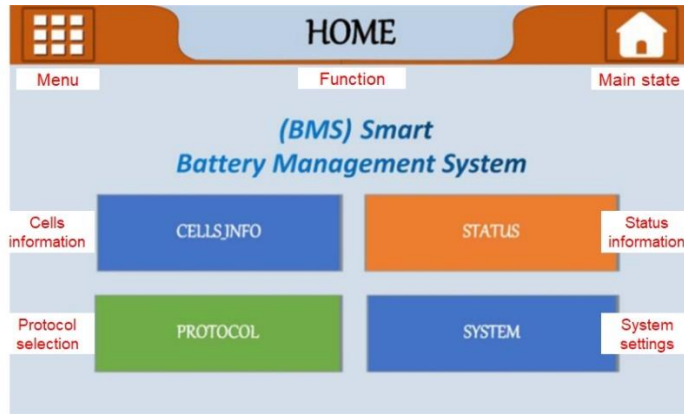 HOME
Menu
Function
Main state
(BMS) Smart
Battery Management System
Cells
information
CELLS_INFO
STATUS
Status
information
Protocol
selection
PROTOCOL
SYSTEM
System
settings